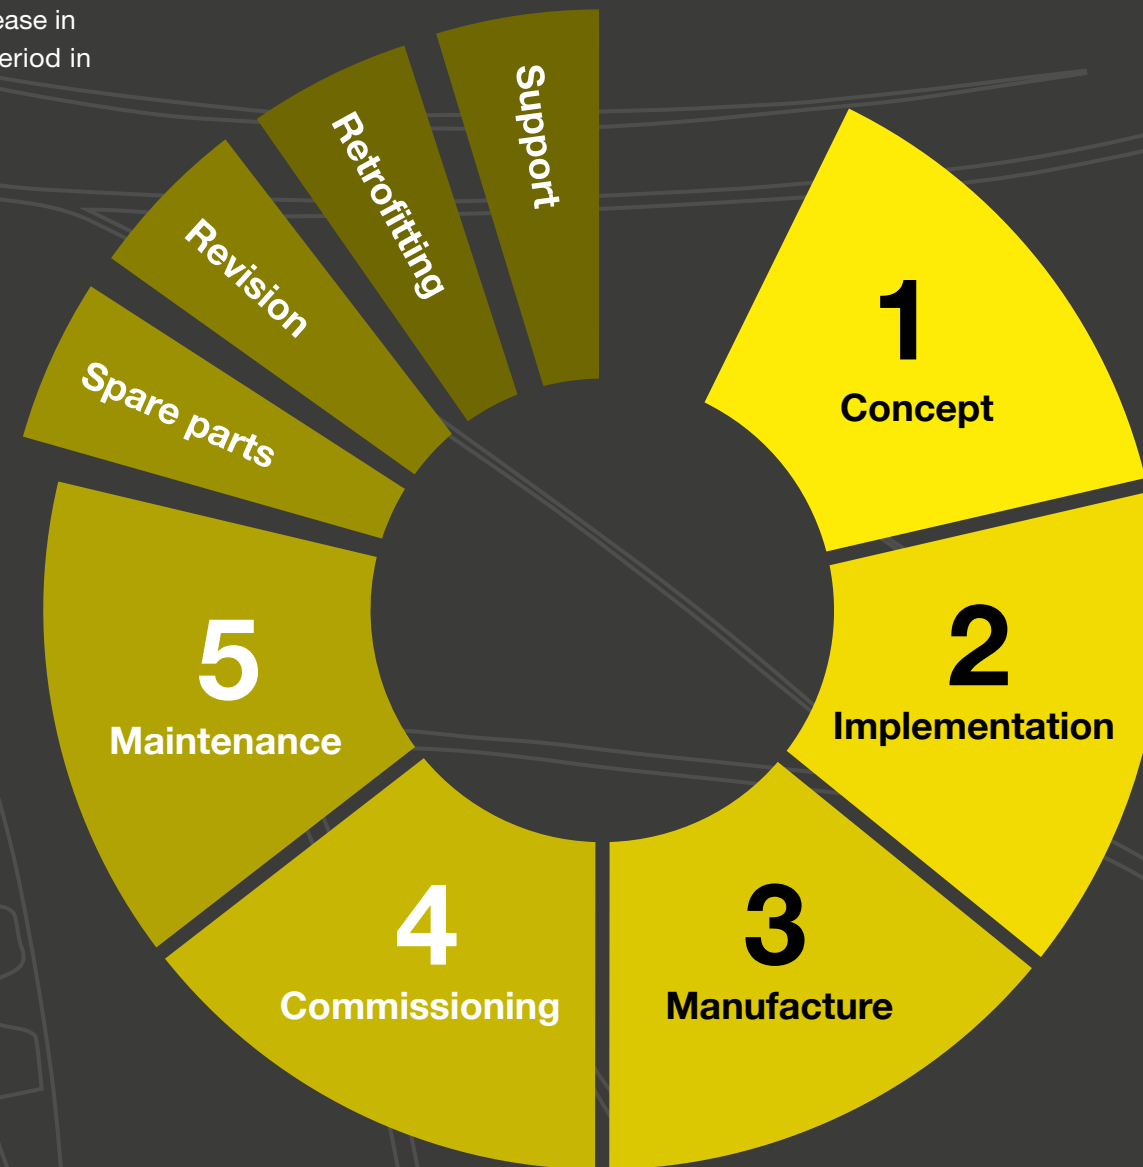 ease in
eriod in
1
Concept
2
Implementation
3
Manufacture
4
Commissioning
5
Maintenance
Spare parts
Revision
Retrofitting
Support